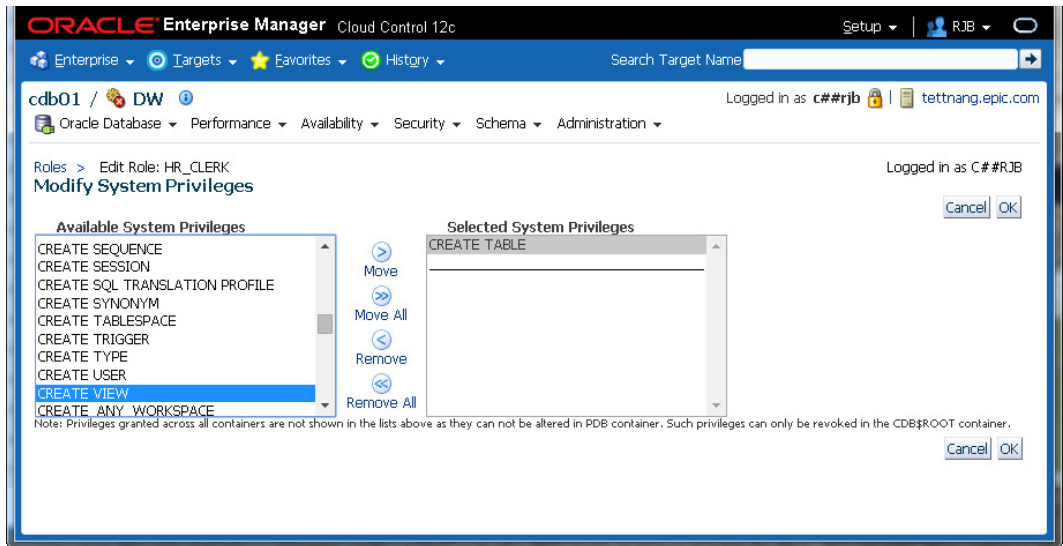 ORACLE Enterprise Manager Cloud Control 12c
Setup RJB
Enterprise Targets Favorites History Search Target Name
cdb01 / DW
Logged in as c##rjb | tettnang.epic.com
Oracle Database Performance Availability Security Schema Administration
Roles > Edit Role: HR_CLERK
Logged in as C##RJB
Modify System Privileges
Cancel OK
Available System Privileges
CREATE SEQUENCE
CREATE SESSION
CREATE SQL TRANSLATION PROFILE
CREATE SYNONYM
CREATE TABLESPACE
CREATE TRIGGER
CREATE TYPE
CREATE USER
CREATE VIEW
CREATE ANY WORKSPACE
Move
Move All
Remove
Remove All
Selected System Privileges
CREATE TABLE
Note: Privileges granted across all containers are not shown in the lists above as they can not be altered in PDB container. Such privileges can only be revoked in the CDB$ROOT container.
Cancel OK